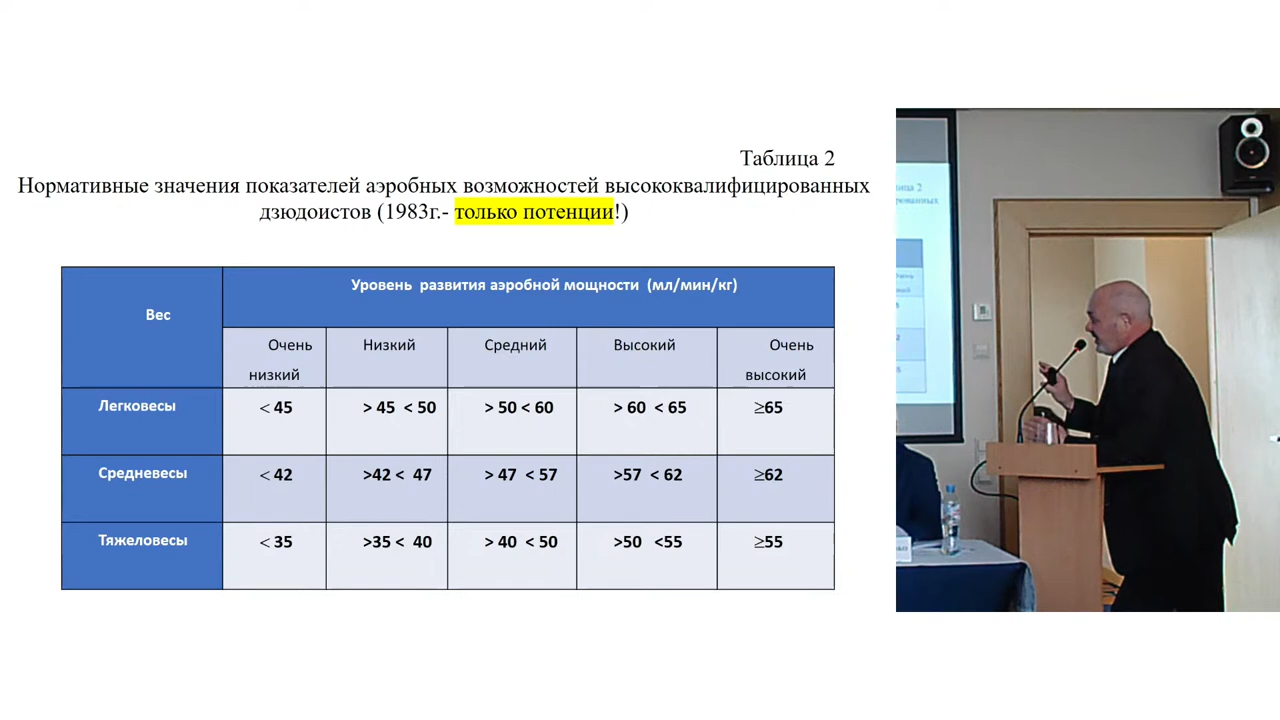 Таблица 2
Нормативные значения показателей аэробных возможностей высококвалифицированных
дзюдоистов (1983г.- только потенции!)
Вес
Уровень развития аэробной мощности (мл/мин/кг)
Очень
низкий
Низкий
Средний
Высокий
Очень
высокий
Легковесы
< 45
> 45 < 50
> 50 < 60
> 60 < 65
≥65
Средневесы
< 42
>42 < 47
> 47 < 57
>57 < 62
≥62
Тяжеловесы
< 35
>35 < 40
> 40 < 50
>50 <55
≥55